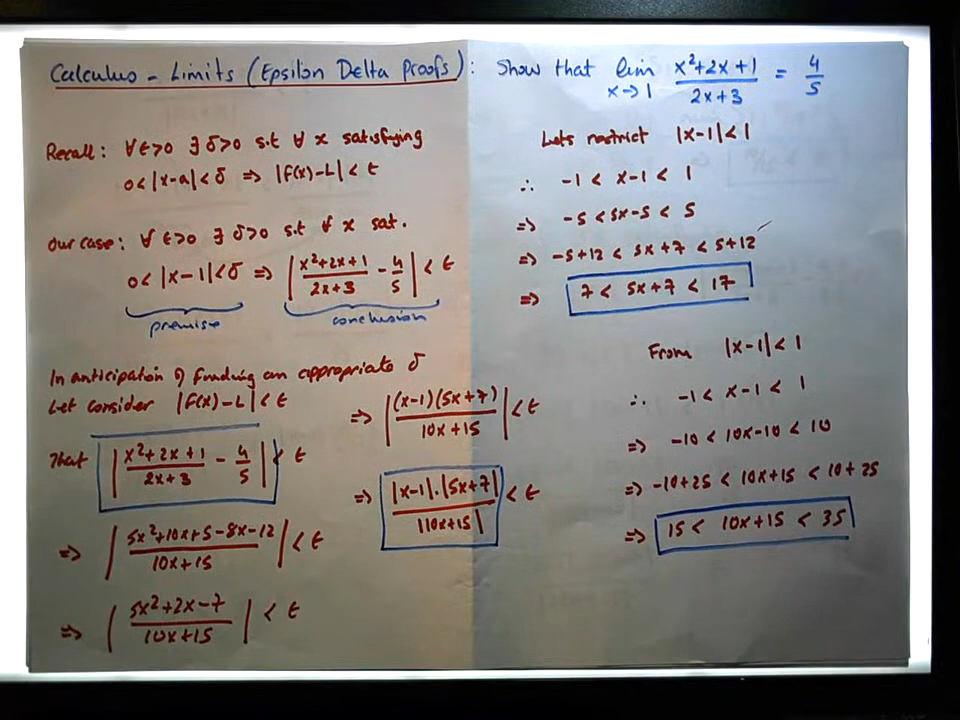 Calculus - Limits (Epsilon Delta Proofs): Show that lim x→1 (x²+2x+1)/(2x+3) = 4/5
Recall: ∀ε>0 ∃δ>0 s.t ∀ x satisfying
0<|x-a|<δ ⇒ |f(x)-L|<ε
Our case: ∀ε>0 ∃δ>0 s.t ∀ x sat.
0<|x-1|<δ ⇒ |(x²+2x+1)/(2x+3) - 4/5| < ε
premise conclusion
In anticipation of finding an appropriate δ
Let consider |f(x)-L|<ε
That |(x²+2x+1)/(2x+3) - 4/5| < ε
⇒ |(5x²+10x+5-8x-12)/(10x+15)| < ε
⇒ |(5x²+2x-7)/(10x+15)| < ε
⇒ |(x-1)(5x+7)/(10x+15)| < ε
⇒ |x-1|.|5x+7|/|10x+15| < ε
Lets restrict |x-1|<1
∴ -1 < x-1 < 1
⇒ -5 < 5x-5 < 5
⇒ -5+12 < 5x+7 < 5+12
⇒ 7 < 5x+7 < 17
From |x-1|<1
∴ -1 < x-1 < 1
⇒ -10 < 10x-10 < 10
⇒ -10+25 < 10x+15 < 10+25
⇒ 15 < 10x+15 < 35